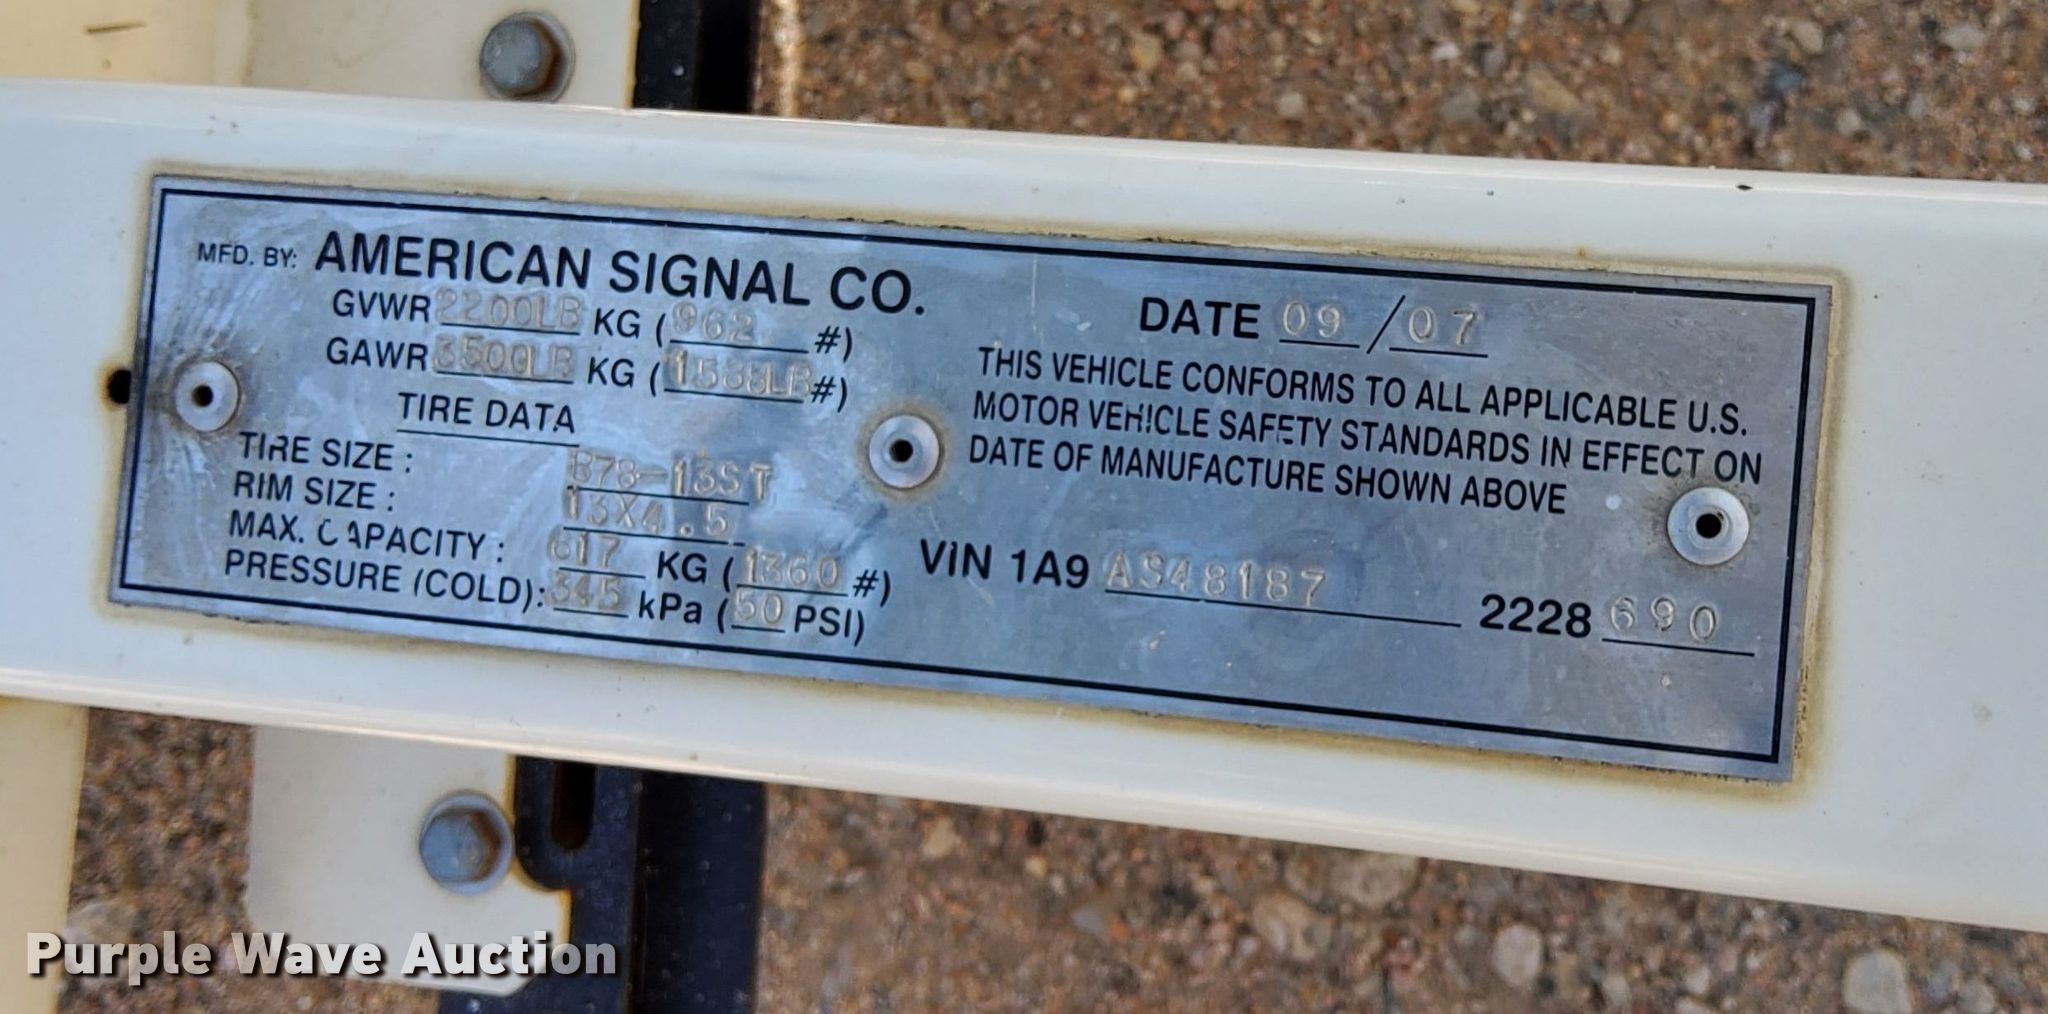 MFD. BY: AMERICAN SIGNAL CO.
GVWR 2200LB KG (962 #)
GAWR 3500LB KG (1588LB#)
TIRE DATA
TIRE SIZE : B78-13ST
RIM SIZE : 13X4.5
MAX. CAPACITY : 617 KG (1360 #)
PRESSURE (COLD): 345 kPa (50 PSI)
DATE 09 / 07
THIS VEHICLE CONFORMS TO ALL APPLICABLE U.S.
MOTOR VEHICLE SAFETY STANDARDS IN EFFECT ON
DATE OF MANUFACTURE SHOWN ABOVE
VIN 1A9 AS48187 2228 690
Purple Wave Auction